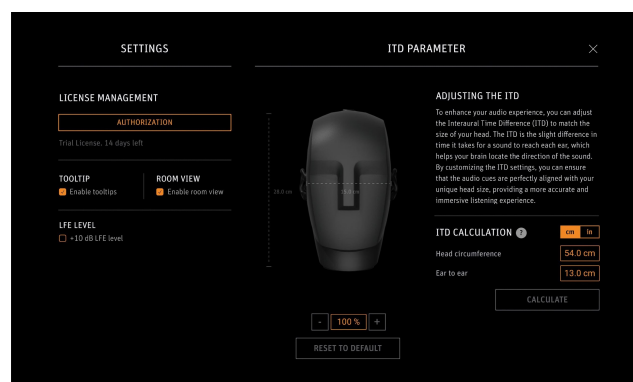 SETTINGS
ITD PARAMETER
LICENSE MANAGEMENT
AUTHORIZATION
Trial License. 14 days left
TOOLTIP
Enable tooltips
ROOM VIEW
Enable room view
LFE LEVEL
+10 dB LFE level
26.0 cm
- 100 % +
RESET TO DEFAULT
ADJUSTING THE ITD
To enhance your audio experience, you can adjust
the Interaural Time Difference (ITD) to match the
size of your head. The ITD is the slight difference in
time it takes for a sound to reach each ear, which
helps your brain locate the direction of the sound.
By customizing the ITD settings, you can ensure
that the audio cues are perfectly aligned with your
unique head size, providing a more accurate and
immersive listening experience.
ITD CALCULATION ?
cm in
Head circumference 54.0 cm
Ear to ear 13.0 cm
CALCULATE